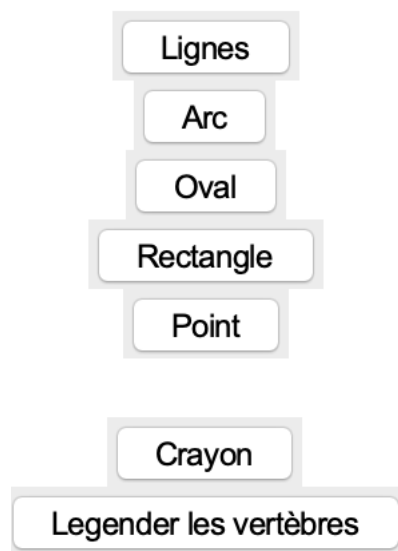 Lignes
Arc
Oval
Rectangle
Point
Crayon
Legender les vertèbres